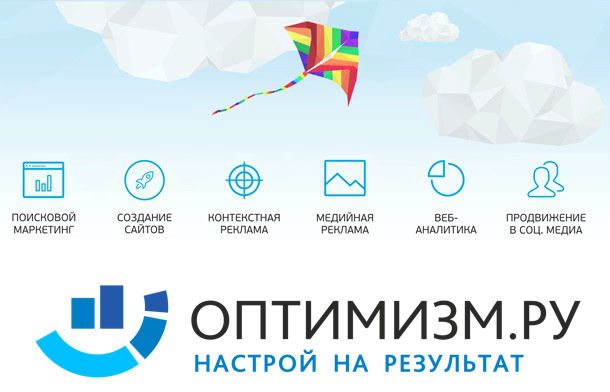 ПОИСКОВОЙ
МАРКЕТИНГ
СОЗДАНИЕ
САЙТОВ
КОНТЕКСТНАЯ
РЕКЛАМА
МЕДИЙНАЯ
РЕКЛАМА
ВЕБ-
АНАЛИТИКА
ПРОДВИЖЕНИЕ
В СОЦ. МЕДИА
ОПТИМИЗМ.РУ
НАСТРОЙ НА РЕЗУЛЬТАТ